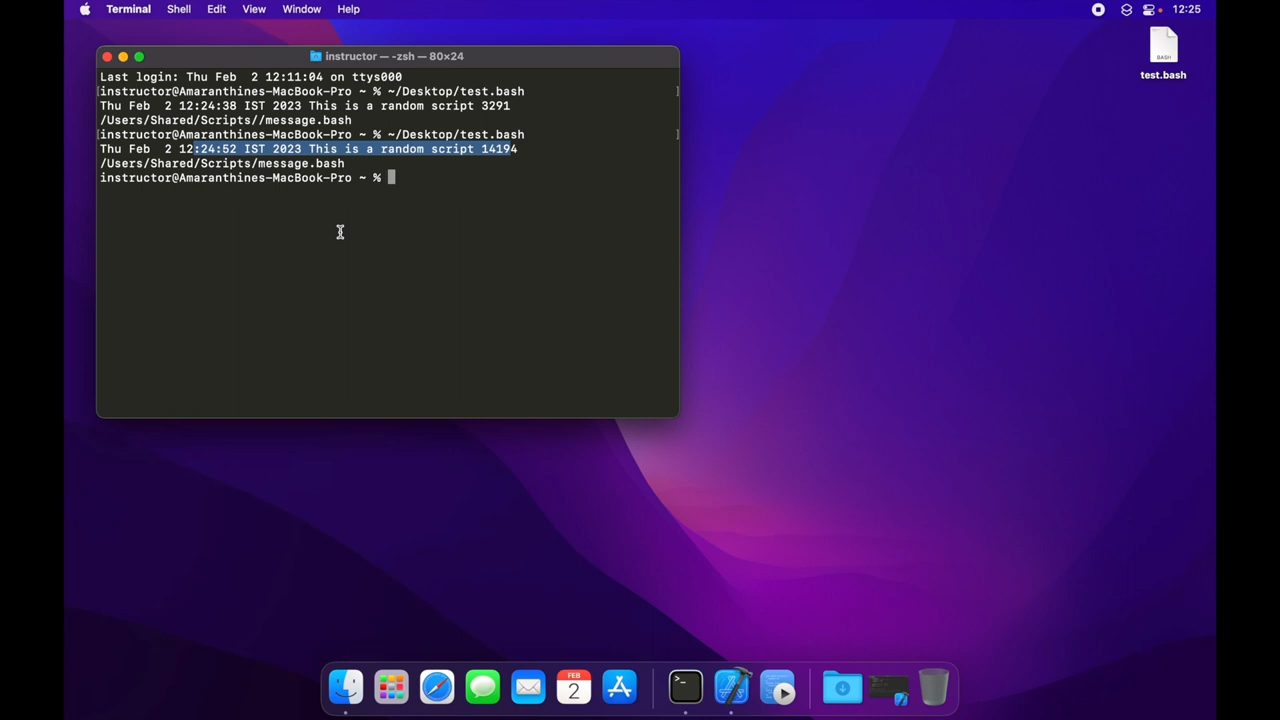 Terminal Shell Edit View Window Help 12:25
BASH
test.bash
instructor — -zsh — 80×24
Last login: Thu Feb  2 12:11:04 on ttys000
[instructor@Amaranthines-MacBook-Pro ~ % ~/Desktop/test.bash ]
Thu Feb  2 12:24:38 IST 2023 This is a random script 3291
/Users/Shared/Scripts//message.bash
[instructor@Amaranthines-MacBook-Pro ~ % ~/Desktop/test.bash ]
Thu Feb  2 12:24:52 IST 2023 This is a random script 14194
/Users/Shared/Scripts/message.bash
instructor@Amaranthines-MacBook-Pro ~ %
FEB
2
>_